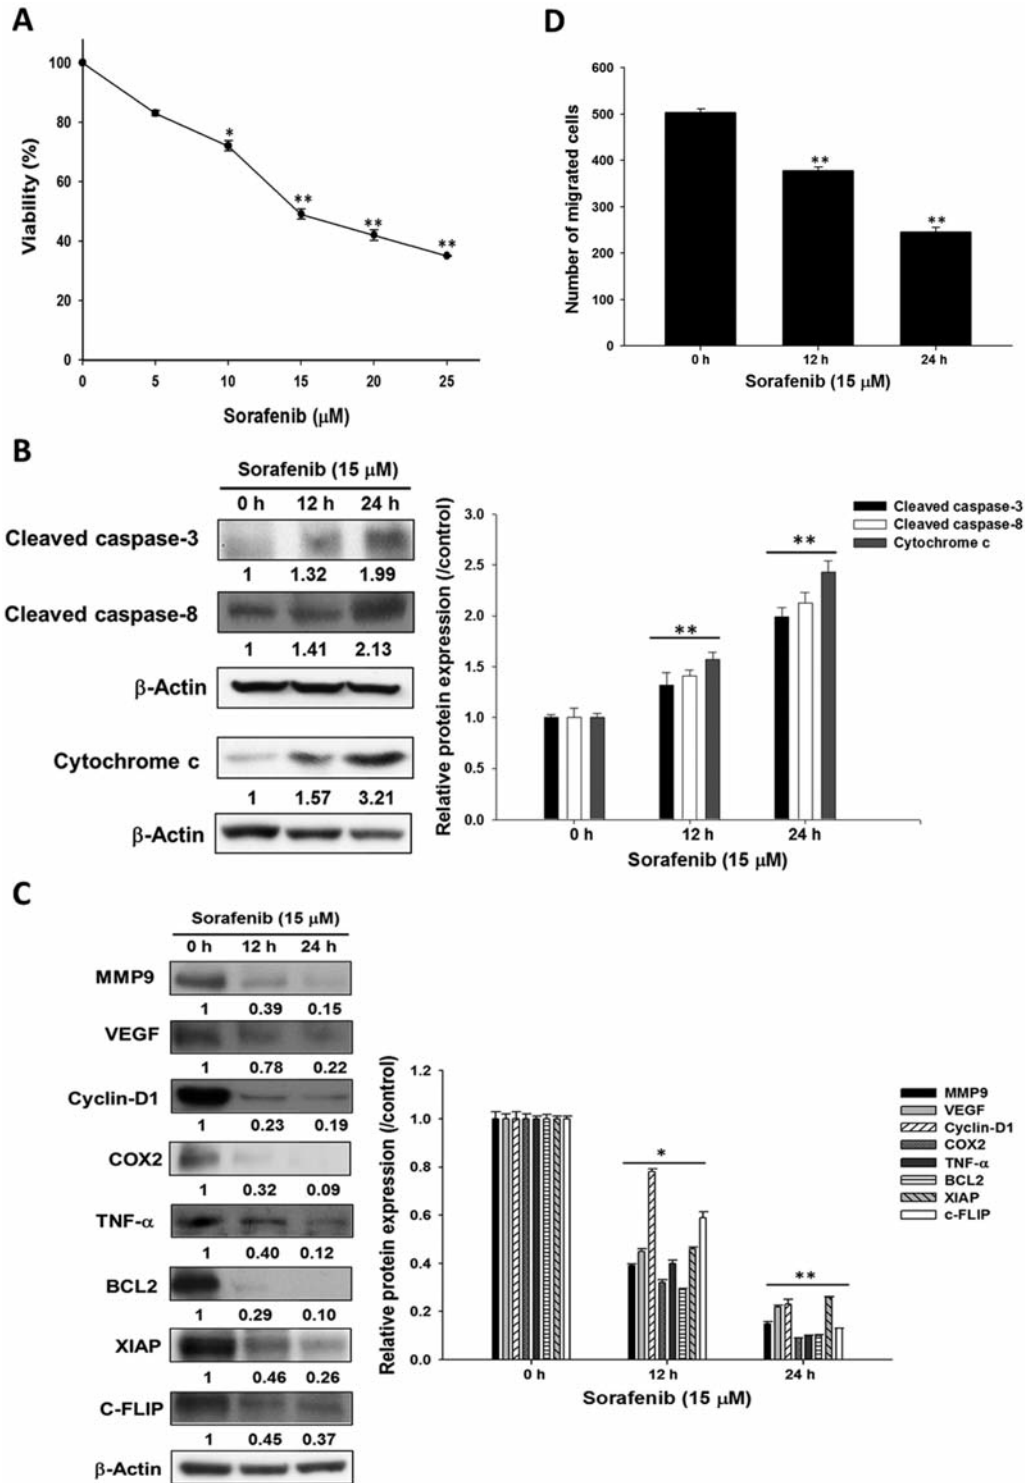 A
100
80
60
40
20
0
Viability (%)
*
**
**
**
0 5 10 15 20 25
Sorafenib (μM)
D
600
500
400
300
200
100
0
Number of migrated cells
**
**
0 h 12 h 24 h
Sorafenib (15 μM)
B
Sorafenib (15 μM)
0 h 12 h 24 h
Cleaved caspase-3
1 1.32 1.99
Cleaved caspase-8
1 1.41 2.13
β-Actin
Cytochrome c
1 1.57 3.21
β-Actin
3.0
2.5
2.0
1.5
1.0
0.5
0.0
Relative protein expression (/control)
**
**
Cleaved caspase-3
Cleaved caspase-8
Cytochrome c
0 h 12 h 24 h
Sorafenib (15 μM)
C
Sorafenib (15 μM)
0 h 12 h 24 h
MMP9
1 0.39 0.15
VEGF
1 0.78 0.22
Cyclin-D1
1 0.23 0.19
COX2
1 0.32 0.09
TNF-α
1 0.40 0.12
BCL2
1 0.29 0.10
XIAP
1 0.46 0.26
C-FLIP
1 0.45 0.37
β-Actin
1.2
1.0
0.8
0.6
0.4
0.2
0.0
Relative protein expression (/control)
*
**
MMP9
VEGF
Cyclin-D1
COX2
TNF-α
BCL2
XIAP
c-FLIP
0 h 12 h 24 h
Sorafenib (15 μM)